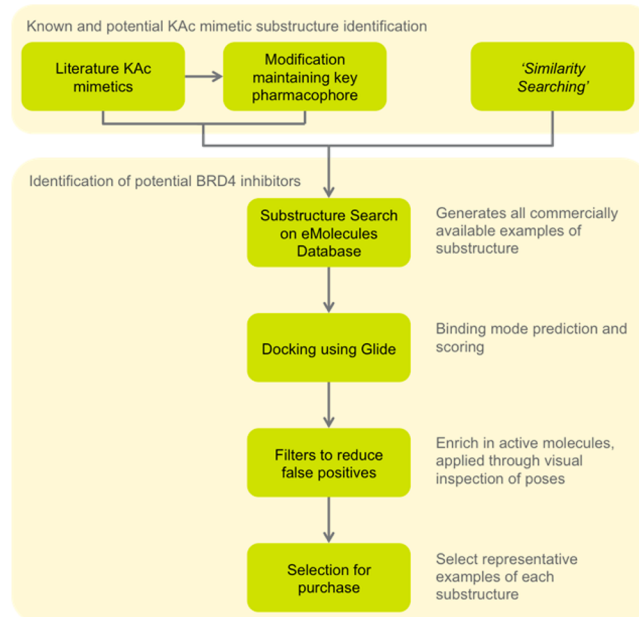 Known and potential KAc mimetic substructure identification
Literature KAc
mimetics
Modification
maintaining key
pharmacophore
‘Similarity
Searching’
Identification of potential BRD4 inhibitors
Substructure Search
on eMolecules
Database
Generates all commercially
available examples of
substructure
Docking using Glide
Binding mode prediction and
scoring
Filters to reduce
false positives
Enrich in active molecules,
applied through visual
inspection of poses
Selection for
purchase
Select representative
examples of each
substructure